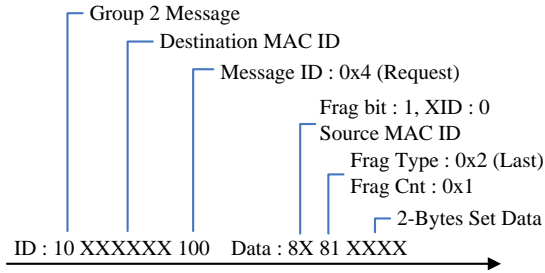 Group 2 Message
Destination MAC ID
Message ID : 0x4 (Request)
Frag bit : 1, XID : 0
Source MAC ID
Frag Type : 0x2 (Last)
Frag Cnt : 0x1
2-Bytes Set Data
ID : 10 XXXXXX 100 Data : 8X 81 XXXX